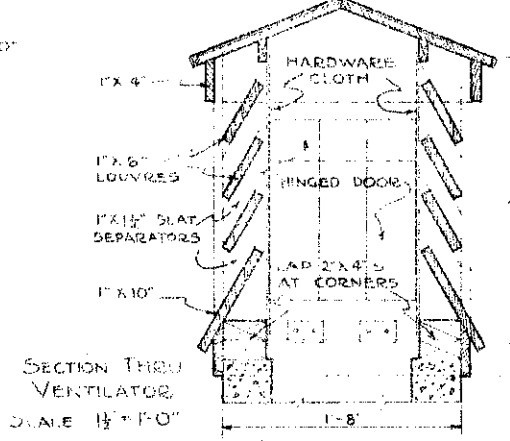 1" X 4"
HARDWARE
CLOTH
1" X 6"
LOUVRES
HINGED DOOR
1" X 1½" SLAT
SEPARATORS
LAP 2" X 4"S
AT CORNERS
1" X 10"
SECTION THRU
VENTILATOR
SCALE 1½" = 1'-0"
1'-8"